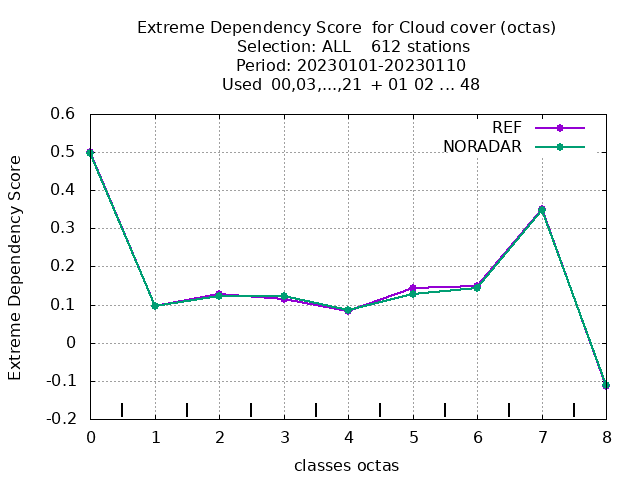 Extreme Dependency Score  for Cloud cover (octas)
Selection: ALL    612 stations
Period: 20230101-20230110
Used  00,03,...,21  + 01 02 ... 48
REF
NORADAR
Extreme Dependency Score
0.6
0.5
0.4
0.3
0.2
0.1
0
-0.1
-0.2
0 1 2 3 4 5 6 7 8
classes octas